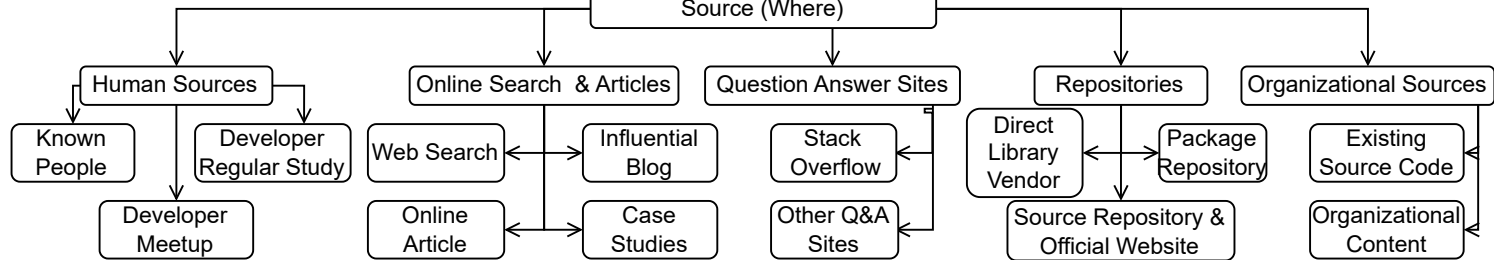 Source (Where)
Human Sources
Online Search & Articles
Question Answer Sites
Repositories
Organizational Sources
Known
People
Developer
Regular Study
Developer
Meetup
Web Search
Influential
Blog
Online
Article
Case
Studies
Stack
Overflow
Other Q&A
Sites
Direct
Library
Vendor
Package
Repository
Source Repository &
Official Website
Existing
Source Code
Organizational
Content